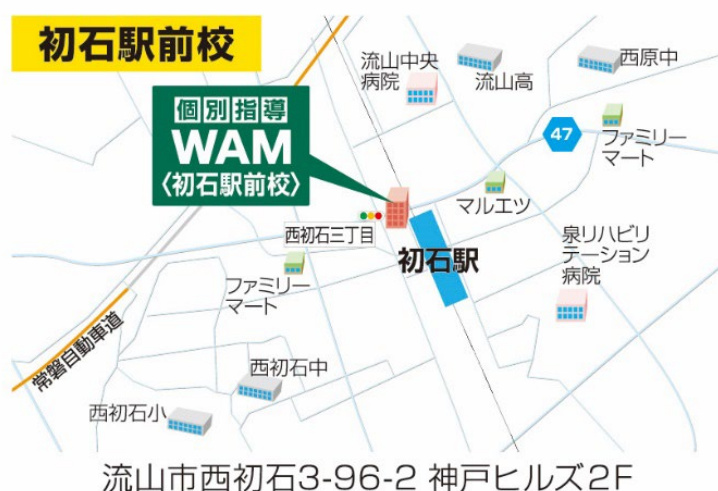 初石駅前校
個別指導
WAM
〈初石駅前校〉
流山中央
病院
流山高
西原中
47
ファミリー
マート
マルエツ
西初石三丁目
初石駅
泉リハビリ
テーション
病院
ファミリー
マート
常磐自動車道
西初石中
西初石小
流山市西初石3-96-2 神戸ヒルズ2F